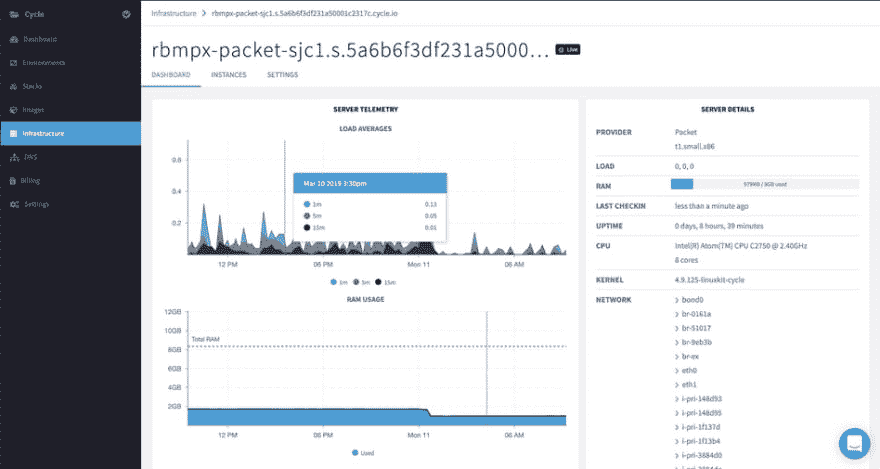 Cycle
Dashboard
Environments
Stacks
Images
Infrastructure
DNS
Billing
Settings
Infrastructure > rbmpx-packet-sjc1.s.5a6b6f3df231a50001c2317c.cycle.io
rbmpx-packet-sjc1.s.5a6b6f3df231a5000...
Live
DASHBOARD INSTANCES SETTINGS
SERVER TELEMETRY
LOAD AVERAGES
0.6
0.4
0.2
Mar 10 2019 3:30pm
1m 0.13
5m 0.05
15m 0.01
12 PM 06 PM Mon 11 06 AM
1m 5m 15m
RAM USAGE
12GB
10GB
8GB
6GB
4GB
2GB
Total RAM
12 PM 06 PM Mon 11 06 AM
Used
SERVER DETAILS
PROVIDER Packet
t1.small.x86
LOAD 0, 0, 0
RAM 979MB / 8GB used
LAST CHECKIN less than a minute ago
UPTIME 0 days, 8 hours, 39 minutes
CPU Intel(R) Atom(TM) CPU C2750 @ 2.40GHz
8 cores
KERNEL 4.9.125-linuxkit-cycle
NETWORK > bond0
> br-0161a
> br-51017
> br-9eb3b
> br-ex
> eth0
> eth1
> i-pri-148d93
> i-pri-148d95
> i-pri-1f137d
> i-pri-1f13b4
> i-pri-3884d0